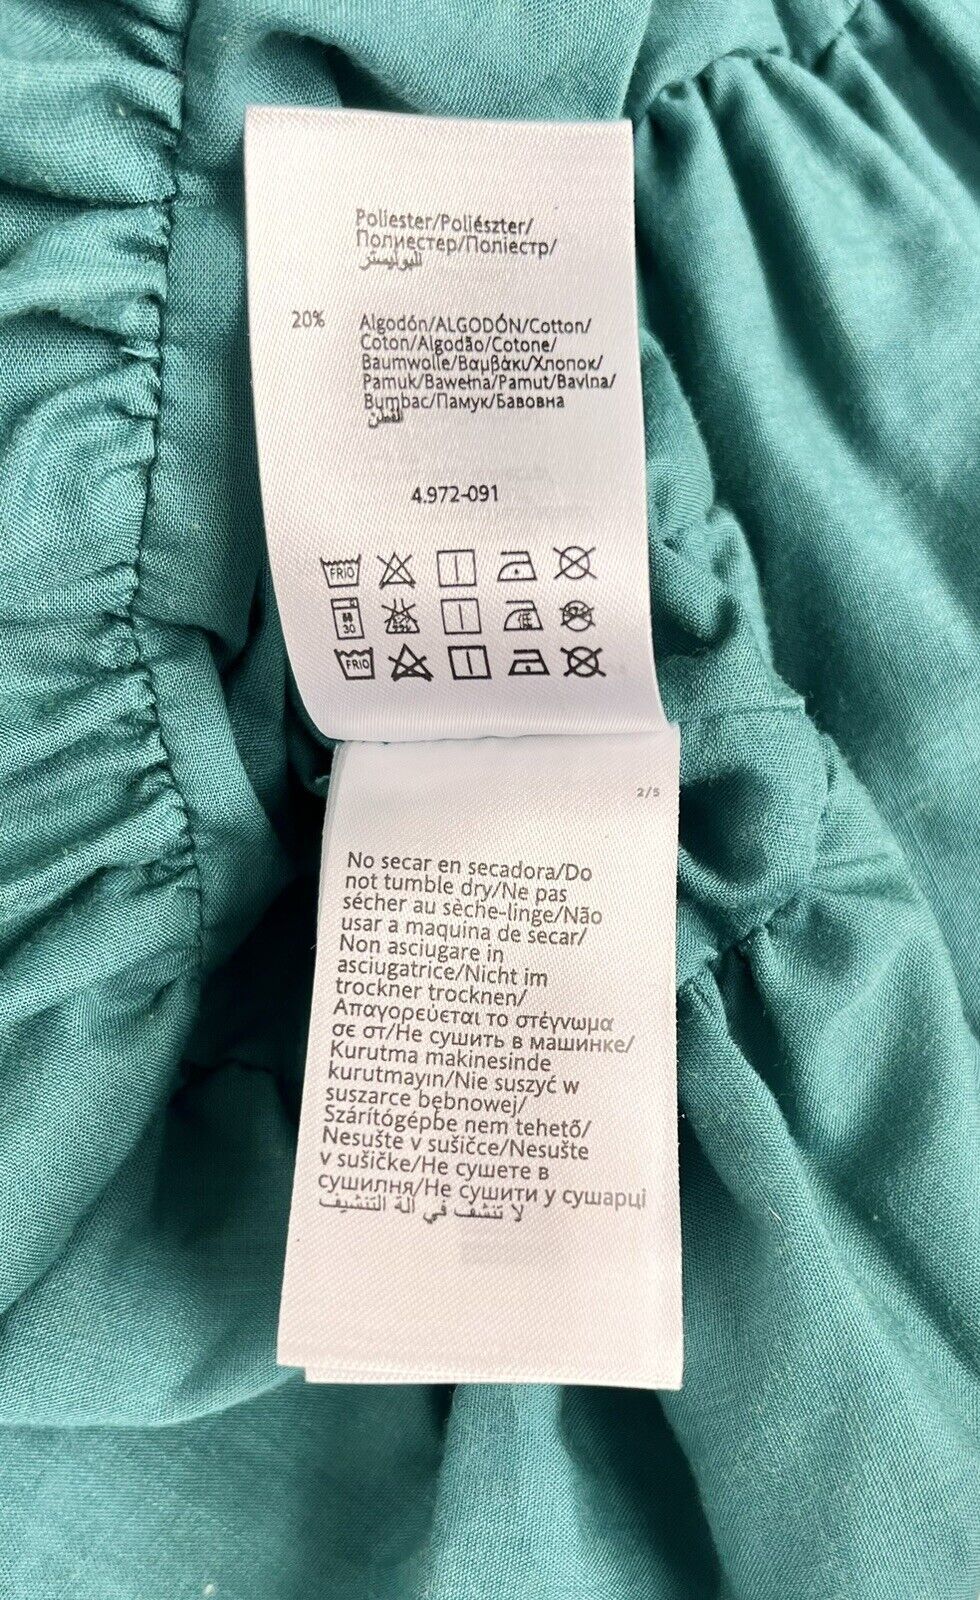 Poliester/Poliészter/
Полиестер/Поліестр/
البوليستر
20%
Algodón/ALGODÓN/Cotton/
Coton/Algodão/Cotone/
Baumwolle/Βαμβάκι/Хлопок/
Pamuk/Bawełna/Pamut/Bavlna/
Bumbac/Памук/Бавовна
القطن
4.972-091
FRIO
30
FRIO
2/5
No secar en secadora/Do
not tumble dry/Ne pas
sécher au sèche-linge/Não
usar a maquina de secar/
Non asciugare in
asciugatrice/Nicht im
trockner trocknen/
Απαγορεύεται το στέγνωμα
σε στ/Не сушить в машинке/
Kurutma makinesinde
kurutmayın/Nie suszyć w
suszarce bębnowej/
Szárítógépbe nem tehető/
Nesušte v sušičce/Nesušte
v sušičke/Не сушете в
сушилня/Не сушити у сушарці
لا تنشف في آلة التنشيف